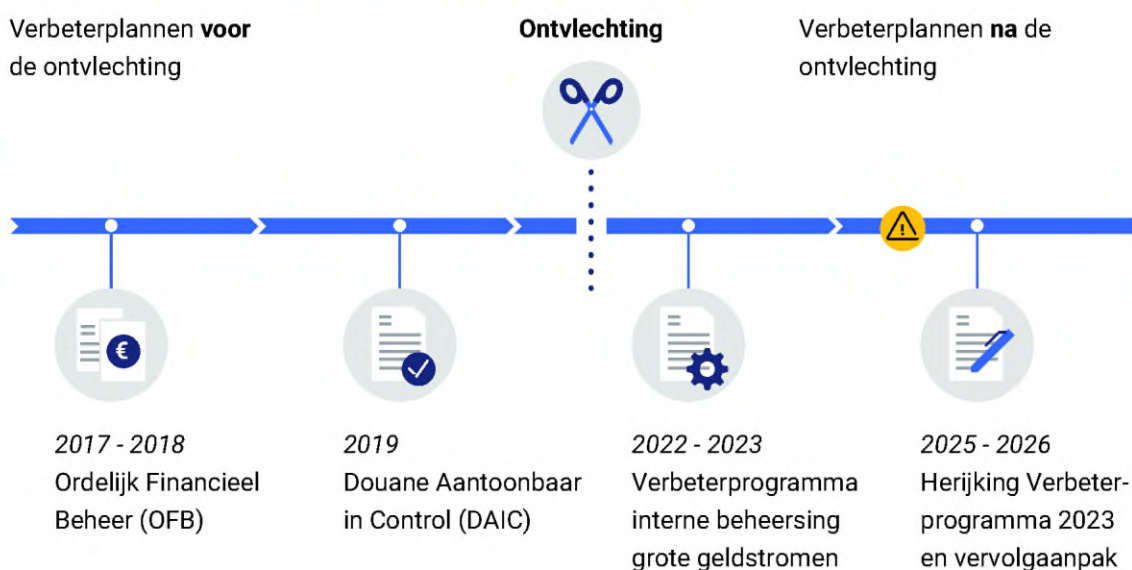 Verbeterplannen voor
de ontvlechting
Ontvlechting
Verbeterplannen na de
ontvlechting
€
2017 - 2018
Ordelijk Financieel
Beheer (OFB)
2019
Douane Aantoonbaar
in Control (DAIC)
2022 - 2023
Verbeterprogramma
interne beheersing
grote geldstromen
2025 - 2026
Herijking Verbeter-
programma 2023
en vervolgaanpak